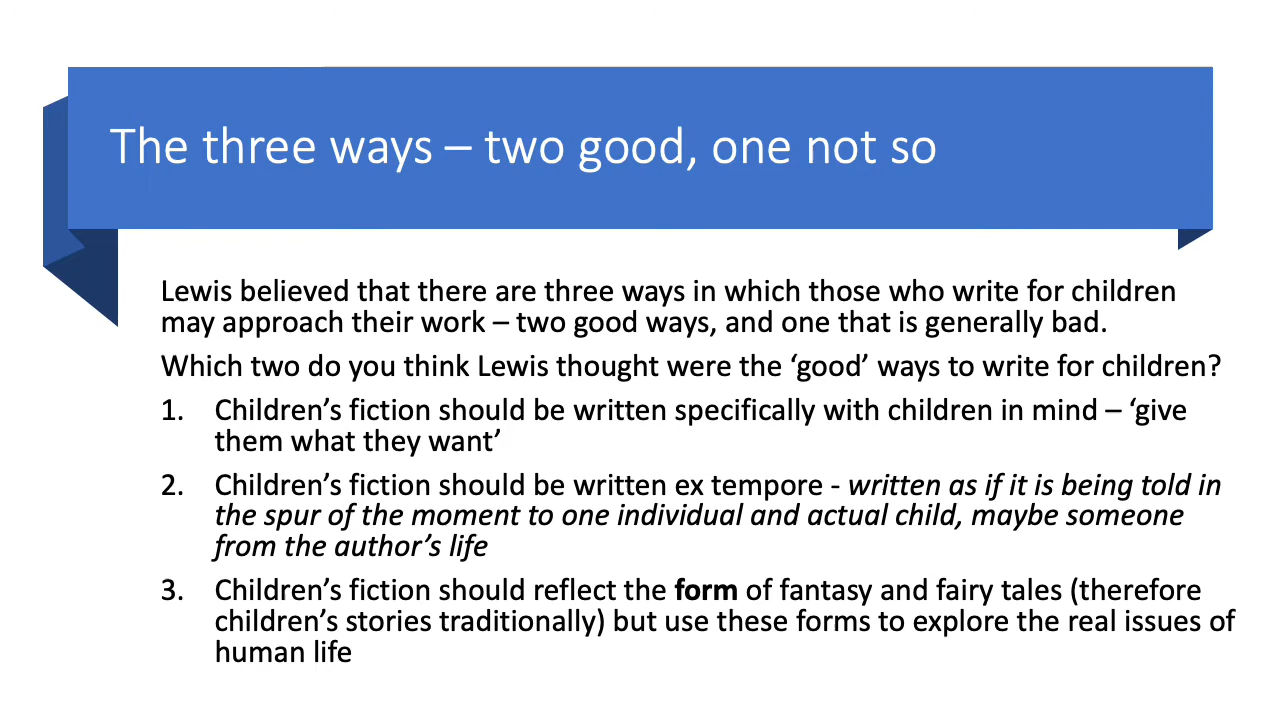 The three ways – two good, one not so
Lewis believed that there are three ways in which those who write for children
may approach their work – two good ways, and one that is generally bad.
Which two do you think Lewis thought were the ‘good’ ways to write for children?
1. Children’s fiction should be written specifically with children in mind – ‘give
them what they want’
2. Children’s fiction should be written ex tempore - written as if it is being told in
the spur of the moment to one individual and actual child, maybe someone
from the author’s life
3. Children’s fiction should reflect the form of fantasy and fairy tales (therefore
children’s stories traditionally) but use these forms to explore the real issues of
human life